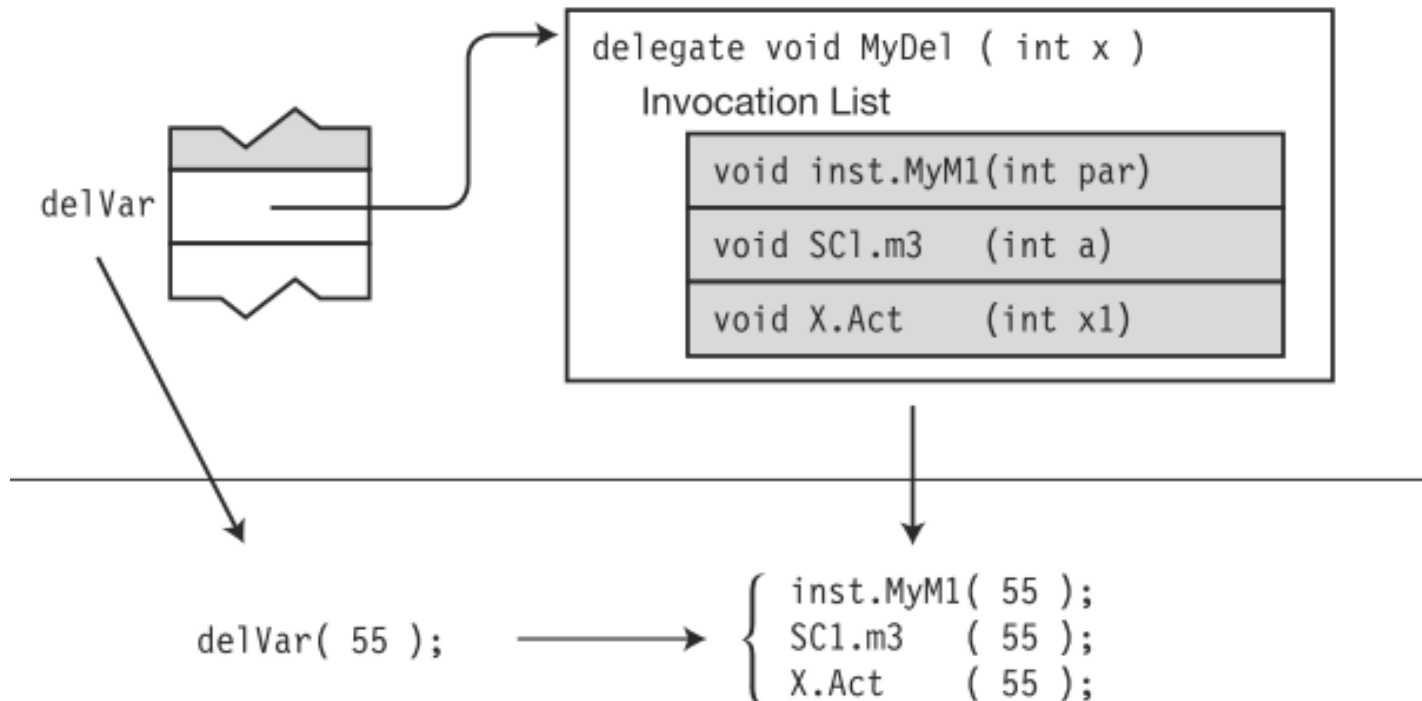 delegate void MyDel ( int x )
Invocation List
void inst.MyM1(int par)
delVar
void SCl.m3 (int a)
void X.Act (int x1)
inst.MyM1( 55 );
delVar( 55 );
SCl.m3 ( 55 );
X.Act ( 55 );